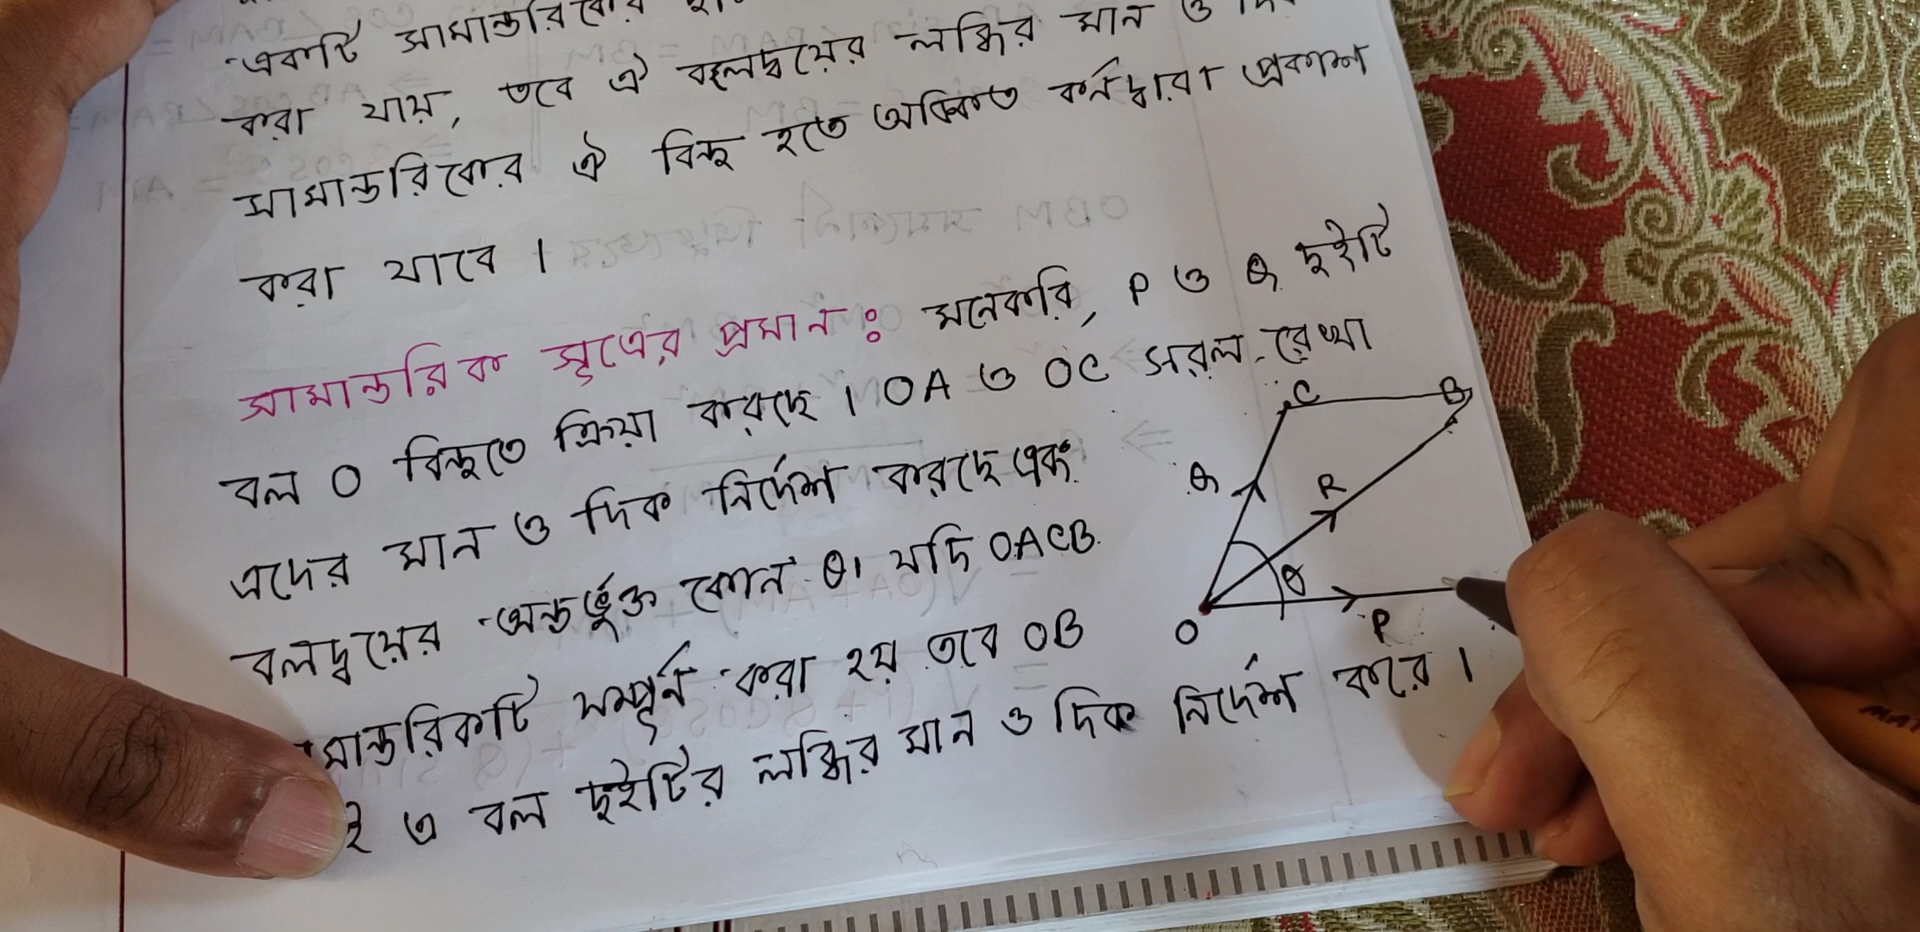 একটি সামান্তরিকের
করা যায়, তবে ঐ বলদ্বয়ের লব্ধির মান ও
সামান্তরিকের ঐ বিন্দু হতে অঙ্কিত কর্নদ্বারা প্রকাশ
করা যাবে ।
সামান্তরিক সূত্রের প্রমান : মনেকরি, P ও Q দুইটি
বল O বিন্দুতে ক্রিয়া করছে । OA ও OC সরল-রেখা
এদের মান ও দিক নির্দেশ করছে এবং
বলদ্বয়ের অন্তর্ভূক্ত কোন θ। যদি OACB
মান্তরিকটি সম্পূর্ন করা হয় তবে OB
ই ত বল দুইটির লব্ধির মান ও দিক নির্দেশ করে ।
C
B
Q
R
θ
O
P
MAT